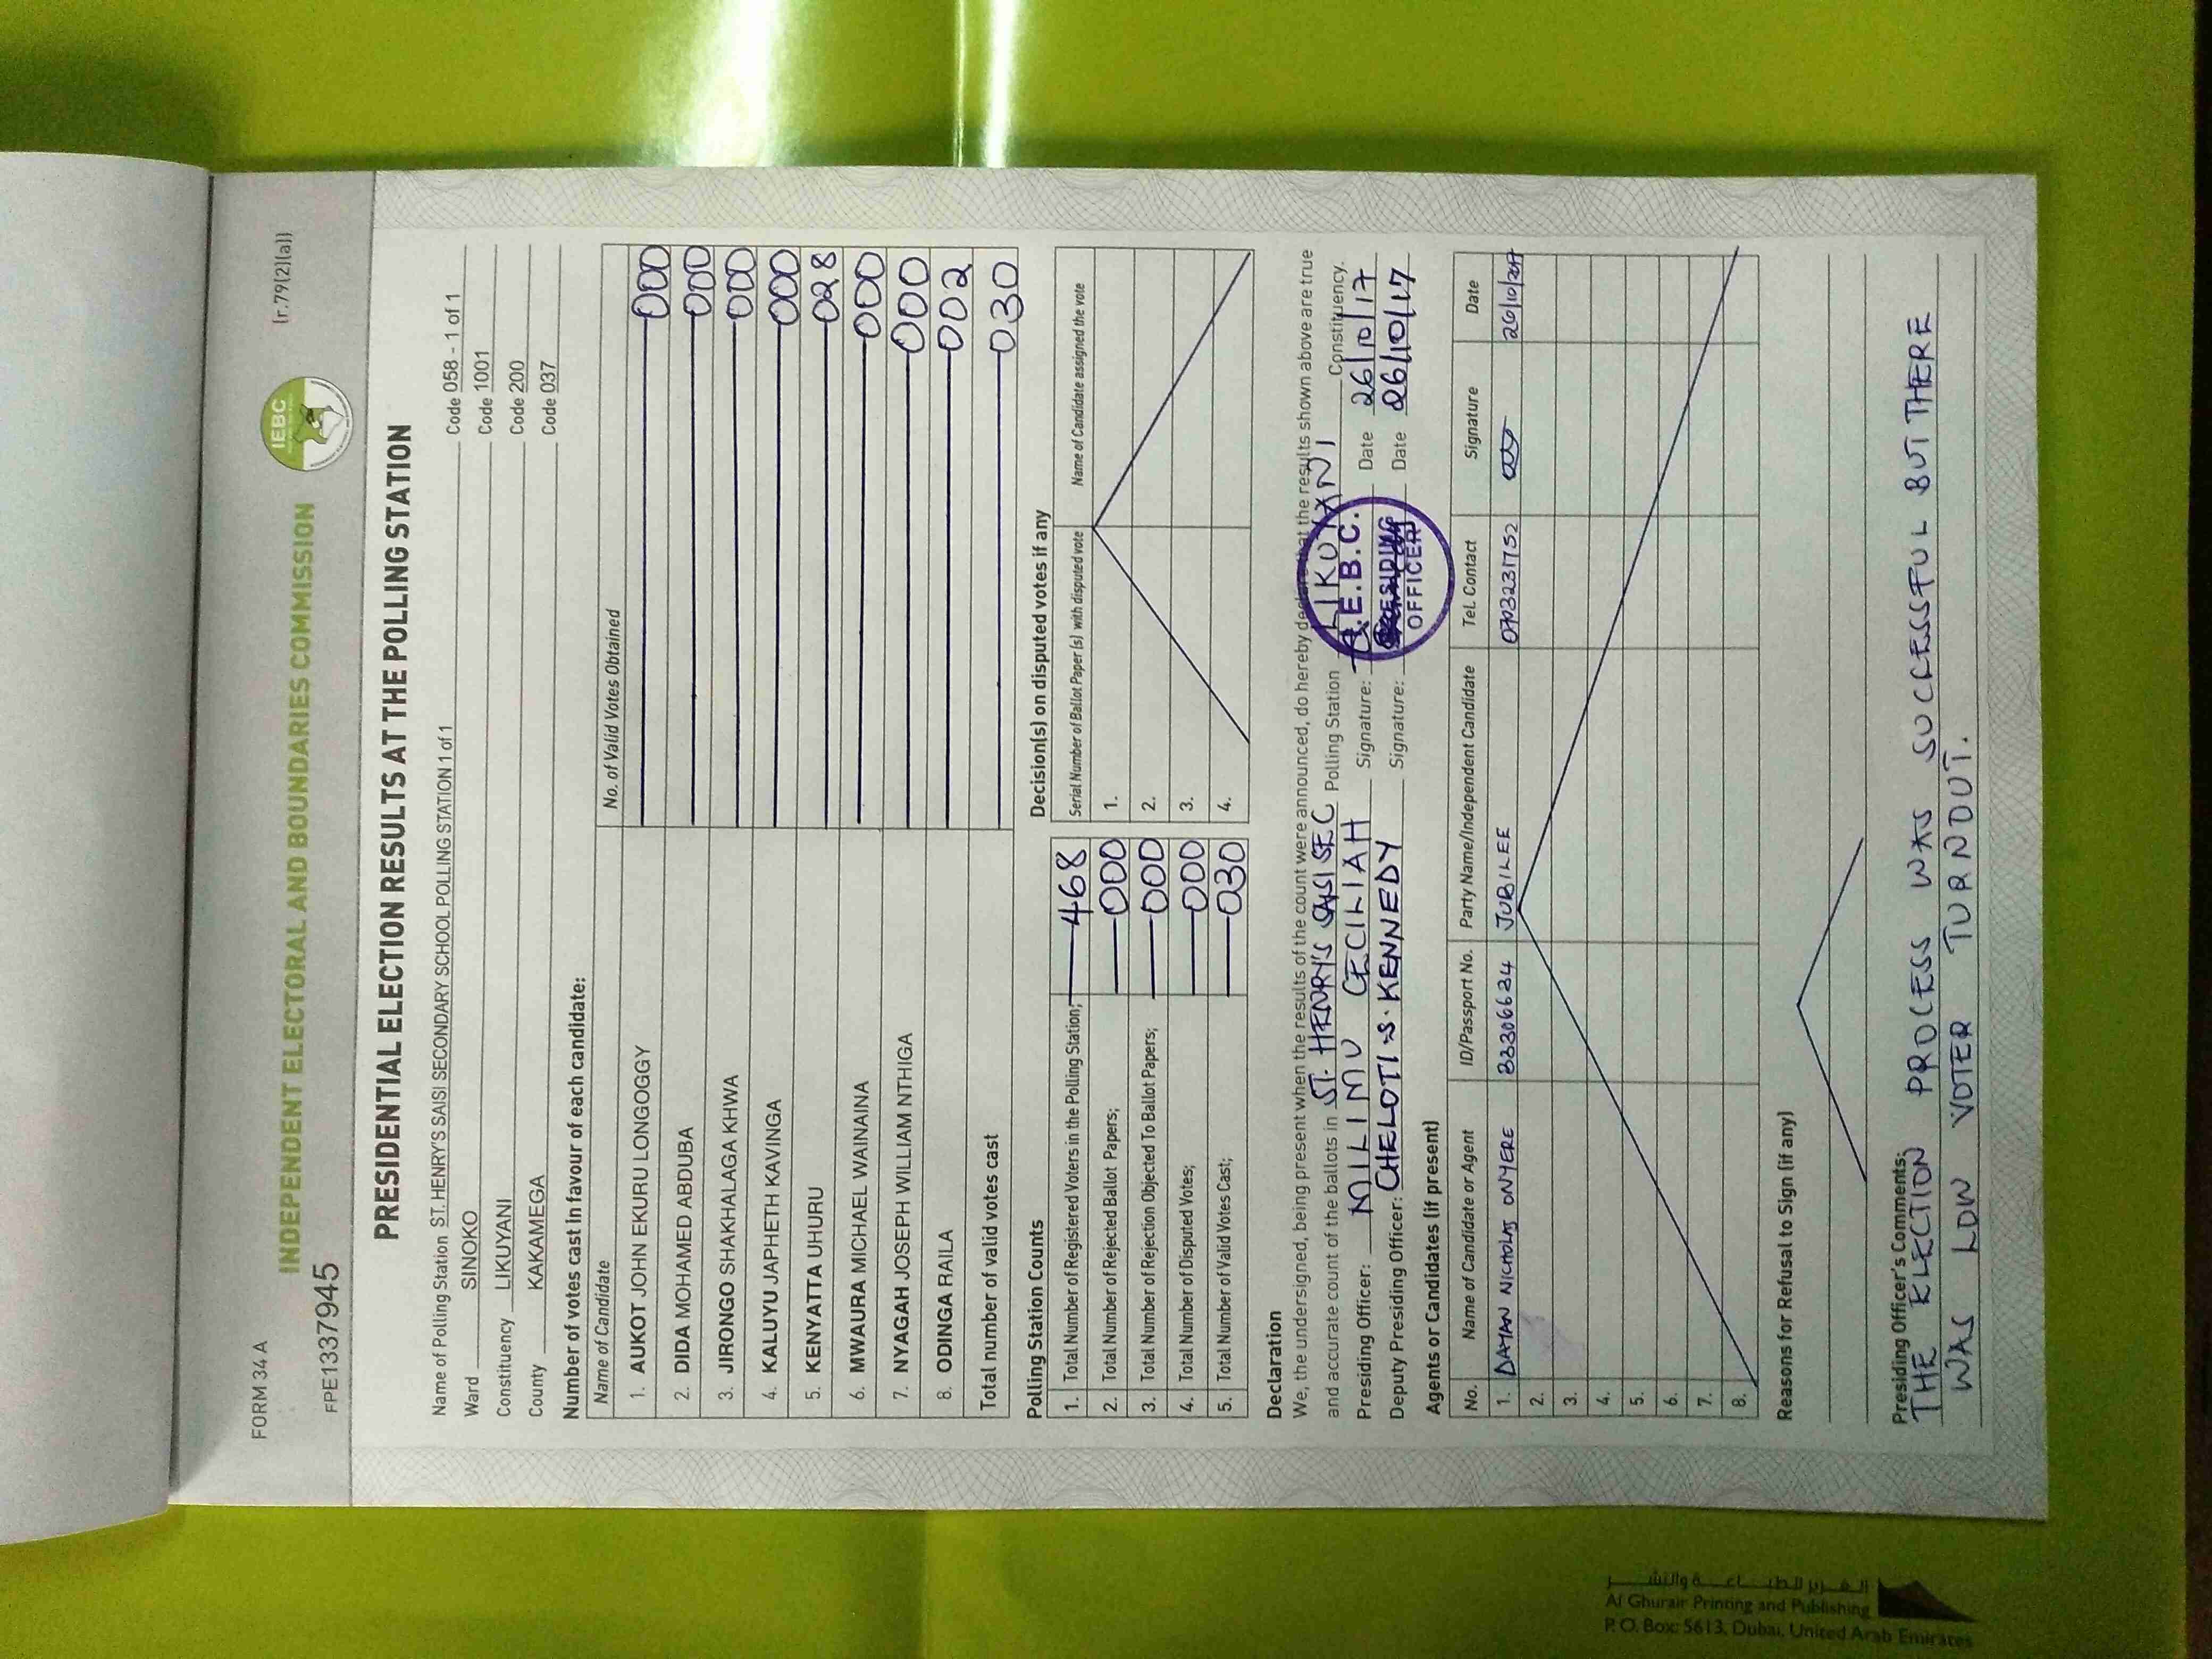 FORM 34 A
(r.79(2)(a))
IEBC
INDEPENDENT ELECTORAL AND BOUNDARIES COMMISSION
FPE1337945
PRESIDENTIAL ELECTION RESULTS AT THE POLLING STATION
Name of Polling Station ST. HENRY'S SAISI SECONDARY SCHOOL POLLING STATION 1 of 1 Code 058 - 1 of 1
Ward SINOKO Code 1001
Constituency LIKUYANI Code 200
County KAKAMEGA Code 037
Number of votes cast in favour of each candidate:
Name of Candidate No. of Valid Votes Obtained
1. AUKOT JOHN EKURU LONGOGGY 000
2. DIDA MOHAMED ABDUBA 000
3. JIRONGO SHAKHALAGA KHWA 000
4. KALUYU JAPHETH KAVINGA 000
5. KENYATTA UHURU 028
6. MWAURA MICHAEL WAINAINA 000
7. NYAGAH JOSEPH WILLIAM NTHIGA 000
8. ODINGA RAILA 002
Total number of valid votes cast 030
Polling Station Counts
1. Total Number of Registered Voters in the Polling Station; 468
2. Total Number of Rejected Ballot Papers; 000
3. Total Number of Rejection Objected To Ballot Papers; 000
4. Total Number of Disputed Votes; 000
5. Total Number of Valid Votes Cast; 030
Decision(s) on disputed votes if any
Serial Number of Ballot Paper (s) with disputed vote Name of Candidate assigned the vote
1.
2.
3.
4.
Declaration
We, the undersigned, being present when the results of the count were announced, do hereby declare that the results shown above are true
and accurate count of the ballots in ST. HENRY'S SAISI SEC Polling Station LIKUYANI Constituency.
Presiding Officer: MILIMU CECILIAH Signature: Date 26/10/17
Deputy Presiding Officer: CHELOTI S. KENNEDY Signature: Date 26/10/17
I.E.B.C.
PRESIDING
OFFICER
Agents or Candidates (if present)
No. Name of Candidate or Agent ID/Passport No. Party Name/Independent Candidate Tel. Contact Signature Date
1. DAYAN NICHOLAS ONYERE 33306624 JUBILEE 0703231752 26/10/2017
2.
3.
4.
5.
6.
7.
8.
Reasons for Refusal to Sign (if any)
Presiding Officer's Comments:
THE ELECTION PROCESS WAS SUCCESSFUL BUT THERE
WAS LOW VOTER TURNOUT.
الغرير للطباعة والنشر
Al Ghurair Printing and Publishing
P. O. Box: 5613, Dubai, United Arab Emirates